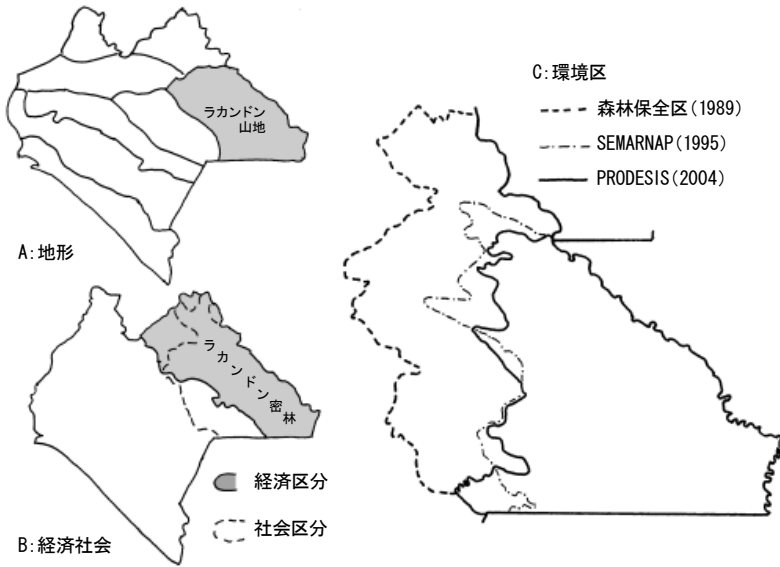 ラカンドン
山地
A:地形
ラカンドン密林
経済区分
社会区分
B:経済社会
C:環境区
森林保全区(1989)
SEMARNAP(1995)
PRODESIS(2004)